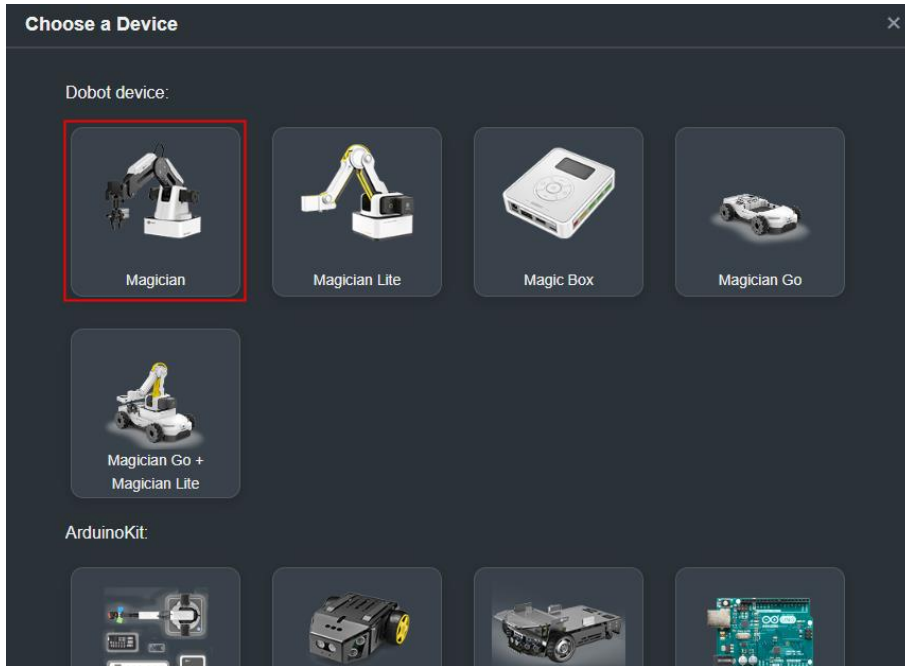 Choose a Device
Dobot device:
Magician
Magician Lite
Magic Box
Magician Go
Magician Go +
Magician Lite
ArduinoKit: